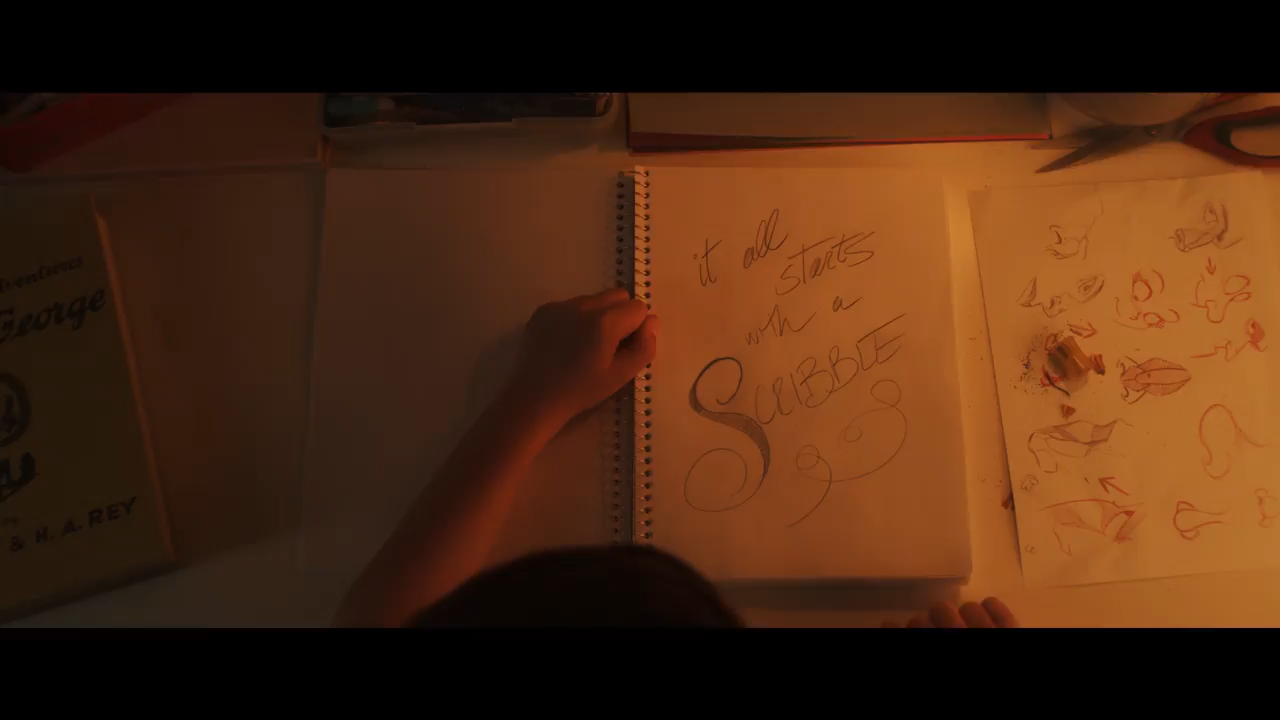 George
& H. A. REY
it all
starts
with a
SCRIBBLE